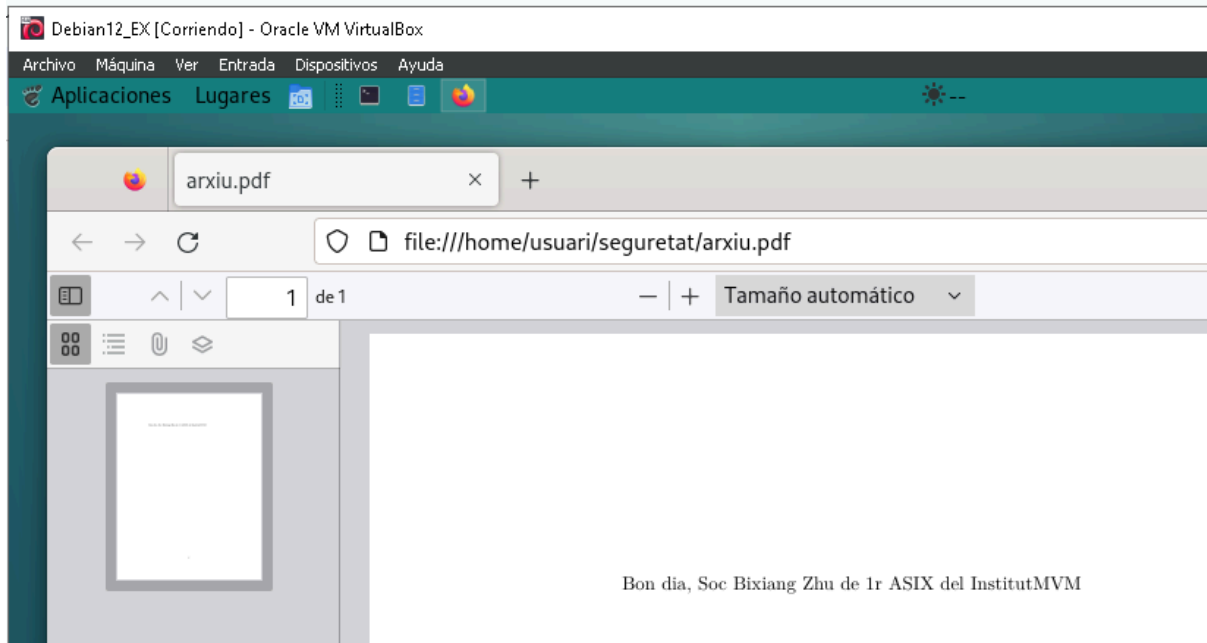 Debian12_EX [Corriendo] - Oracle VM VirtualBox
Archivo Máquina Ver Entrada Dispositivos Ayuda
Aplicaciones Lugares --
arxiu.pdf
file:///home/usuari/seguretat/arxiu.pdf
1 de 1 Tamaño automático
Bon dia, Soc Bixiang Zhu de 1r ASIX del InstitutMVM